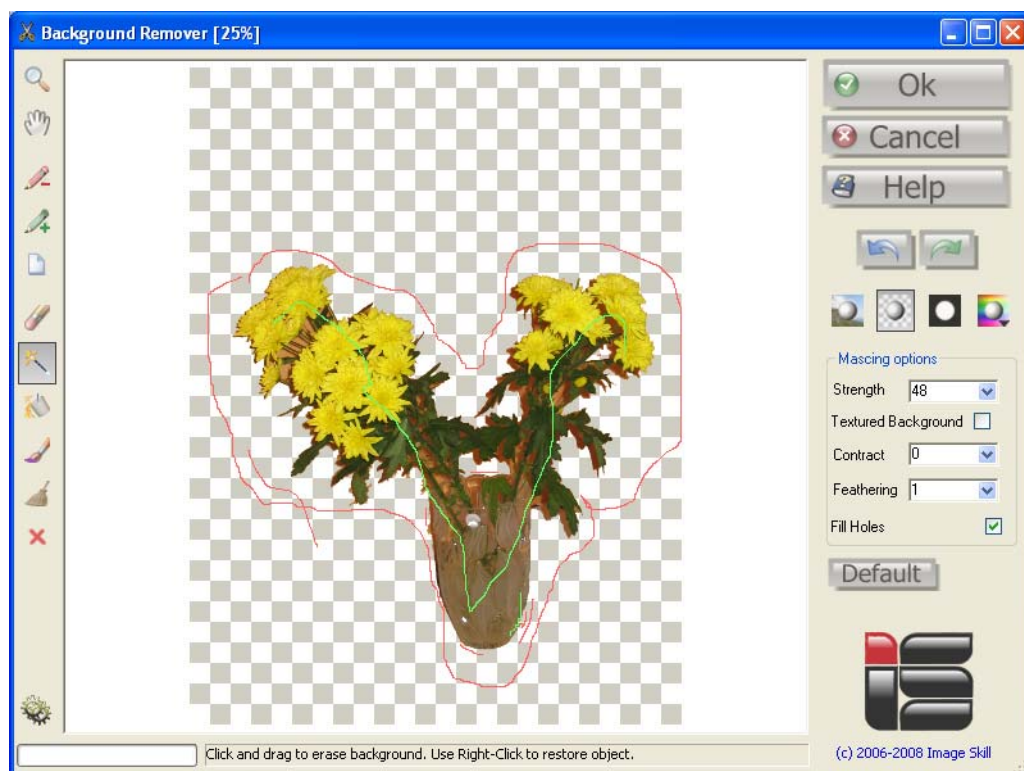 Background Remover [25%]
Ok
Cancel
Help
Mascing options
Strength 48
Textured Background
Contract 0
Feathering 1
Fill Holes
Default
Click and drag to erase background. Use Right-Click to restore object.
(c) 2006-2008 Image Skill